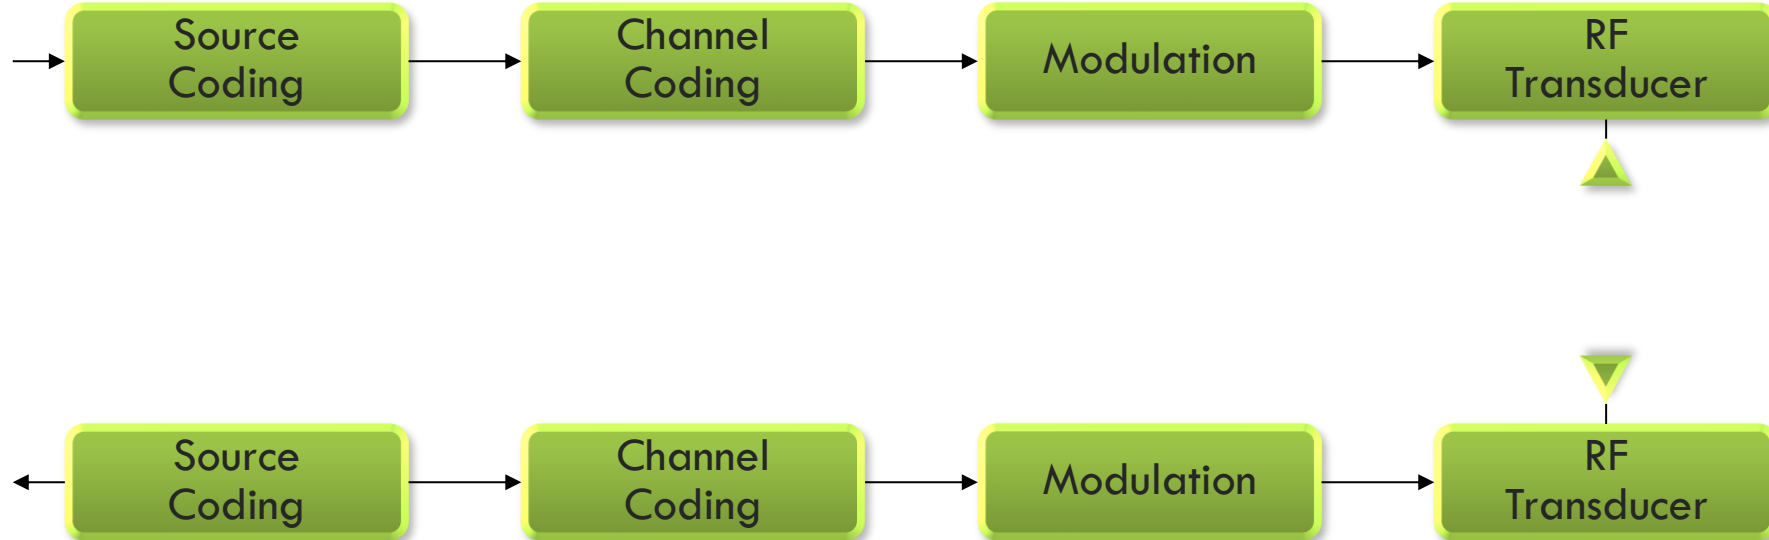 Source
Coding
Channel
Coding
Modulation
RF
Transducer
Source
Coding
Channel
Coding
Modulation
RF
Transducer